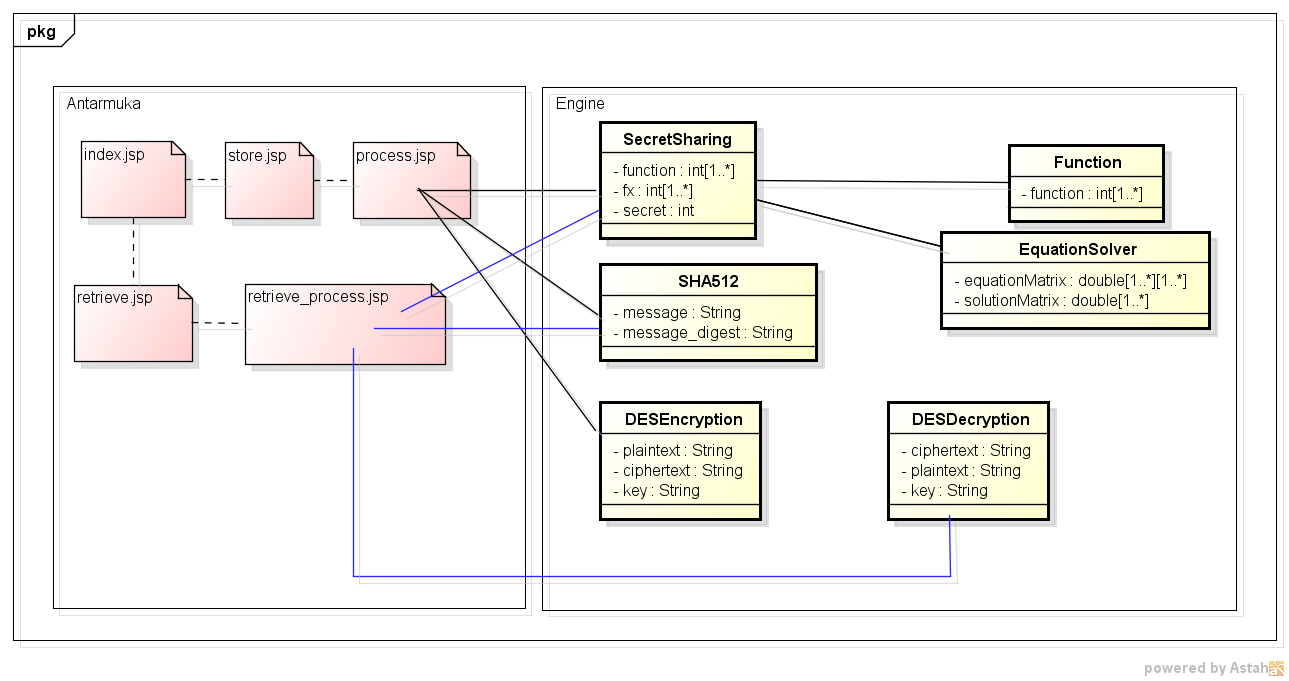 pkg
Antarmuka
index.jsp
store.jsp
process.jsp
retrieve.jsp
retrieve_process.jsp
Engine
SecretSharing
- function : int[1..*]
- fx : int[1..*]
- secret : int
Function
- function : int[1..*]
EquationSolver
- equationMatrix : double[1..*][1..*]
- solutionMatrix : double[1..*]
SHA512
- message : String
- message_digest : String
DESEncryption
- plaintext : String
- ciphertext : String
- key : String
DESDecryption
- ciphertext : String
- plaintext : String
- key : String
powered by Astah